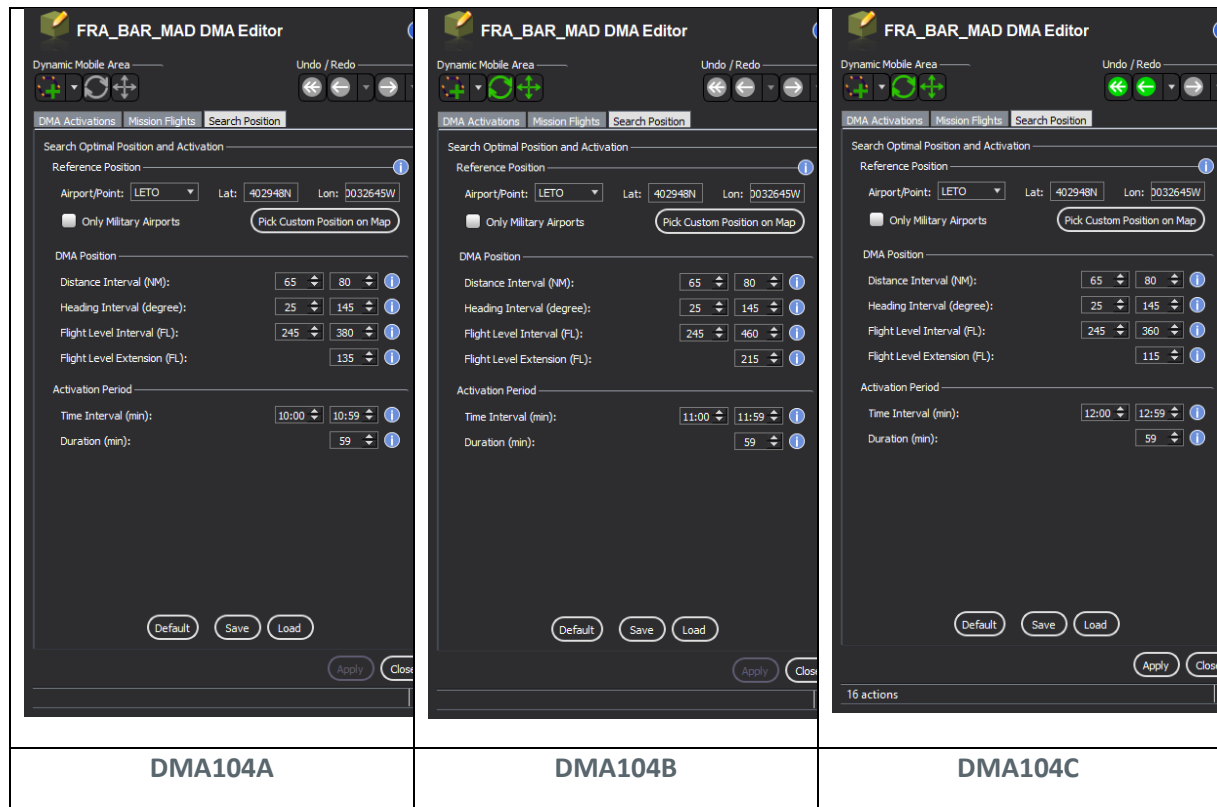 FRA_BAR_MAD DMA Editor
Dynamic Mobile Area
Undo / Redo
DMA Activations Mission Flights Search Position
Search Optimal Position and Activation
Reference Position
Airport/Point: LETO Lat: 402948N Lon: 0032645W
Only Military Airports Pick Custom Position on Map
DMA Position
Distance Interval (NM): 65 80
Heading Interval (degree): 25 145
Flight Level Interval (FL): 245 380
Flight Level Extension (FL): 135
Activation Period
Time Interval (min): 10:00 10:59
Duration (min): 59
Default Save Load
Apply Close
DMA104A
FRA_BAR_MAD DMA Editor
Dynamic Mobile Area
Undo / Redo
DMA Activations Mission Flights Search Position
Search Optimal Position and Activation
Reference Position
Airport/Point: LETO Lat: 402948N Lon: 0032645W
Only Military Airports Pick Custom Position on Map
DMA Position
Distance Interval (NM): 65 80
Heading Interval (degree): 25 145
Flight Level Interval (FL): 245 460
Flight Level Extension (FL): 215
Activation Period
Time Interval (min): 11:00 11:59
Duration (min): 59
Default Save Load
Apply Close
DMA104B
FRA_BAR_MAD DMA Editor
Dynamic Mobile Area
Undo / Redo
DMA Activations Mission Flights Search Position
Search Optimal Position and Activation
Reference Position
Airport/Point: LETO Lat: 402948N Lon: 0032645W
Only Military Airports Pick Custom Position on Map
DMA Position
Distance Interval (NM): 65 80
Heading Interval (degree): 25 145
Flight Level Interval (FL): 245 360
Flight Level Extension (FL): 115
Activation Period
Time Interval (min): 12:00 12:59
Duration (min): 59
Default Save Load
Apply Close
16 actions
DMA104C